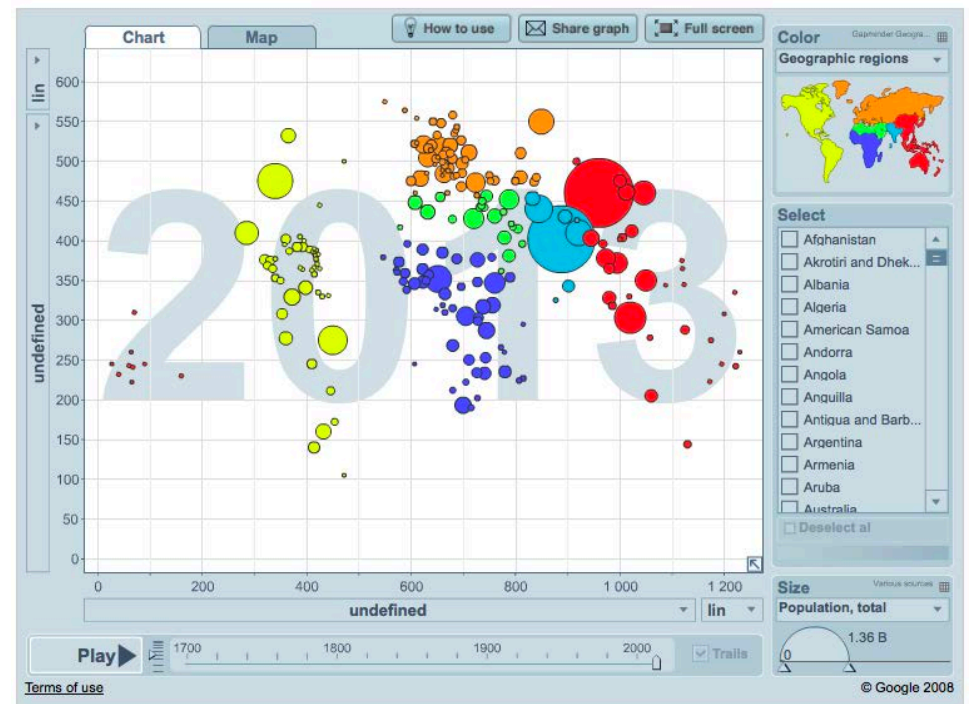 Chart
Map
How to use
Share graph
Full screen
Color
Gapminder Geogra...
Geographic regions
lin
undefined
600
550
500
450
400
350
300
250
200
150
100
50
0
2013
0
200
400
600
800
1 000
1 200
undefined
lin
Select
Afghanistan
Akrotiri and Dhek...
Albania
Algeria
American Samoa
Andorra
Angola
Anguilla
Antigua and Barb...
Argentina
Armenia
Aruba
Australia
Deselect al
Size
Various sources
Population, total
1.36 B
0
Play
1700
1800
1900
2000
Trails
Terms of use
© Google 2008